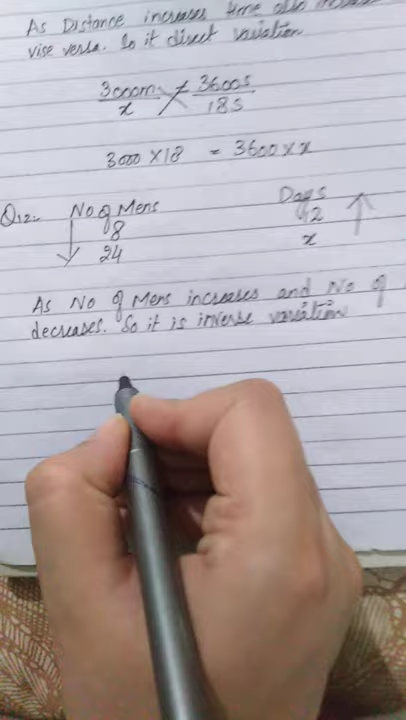 As Distance increases time also
vise versa. So it direct variation
3000m / x = 3600s / 18s
3000 X 18 = 3600 X x
Q12. No of Mens Days
8 12
24 x
As No of Mens increases and No of
decreases. So it is inverse variation